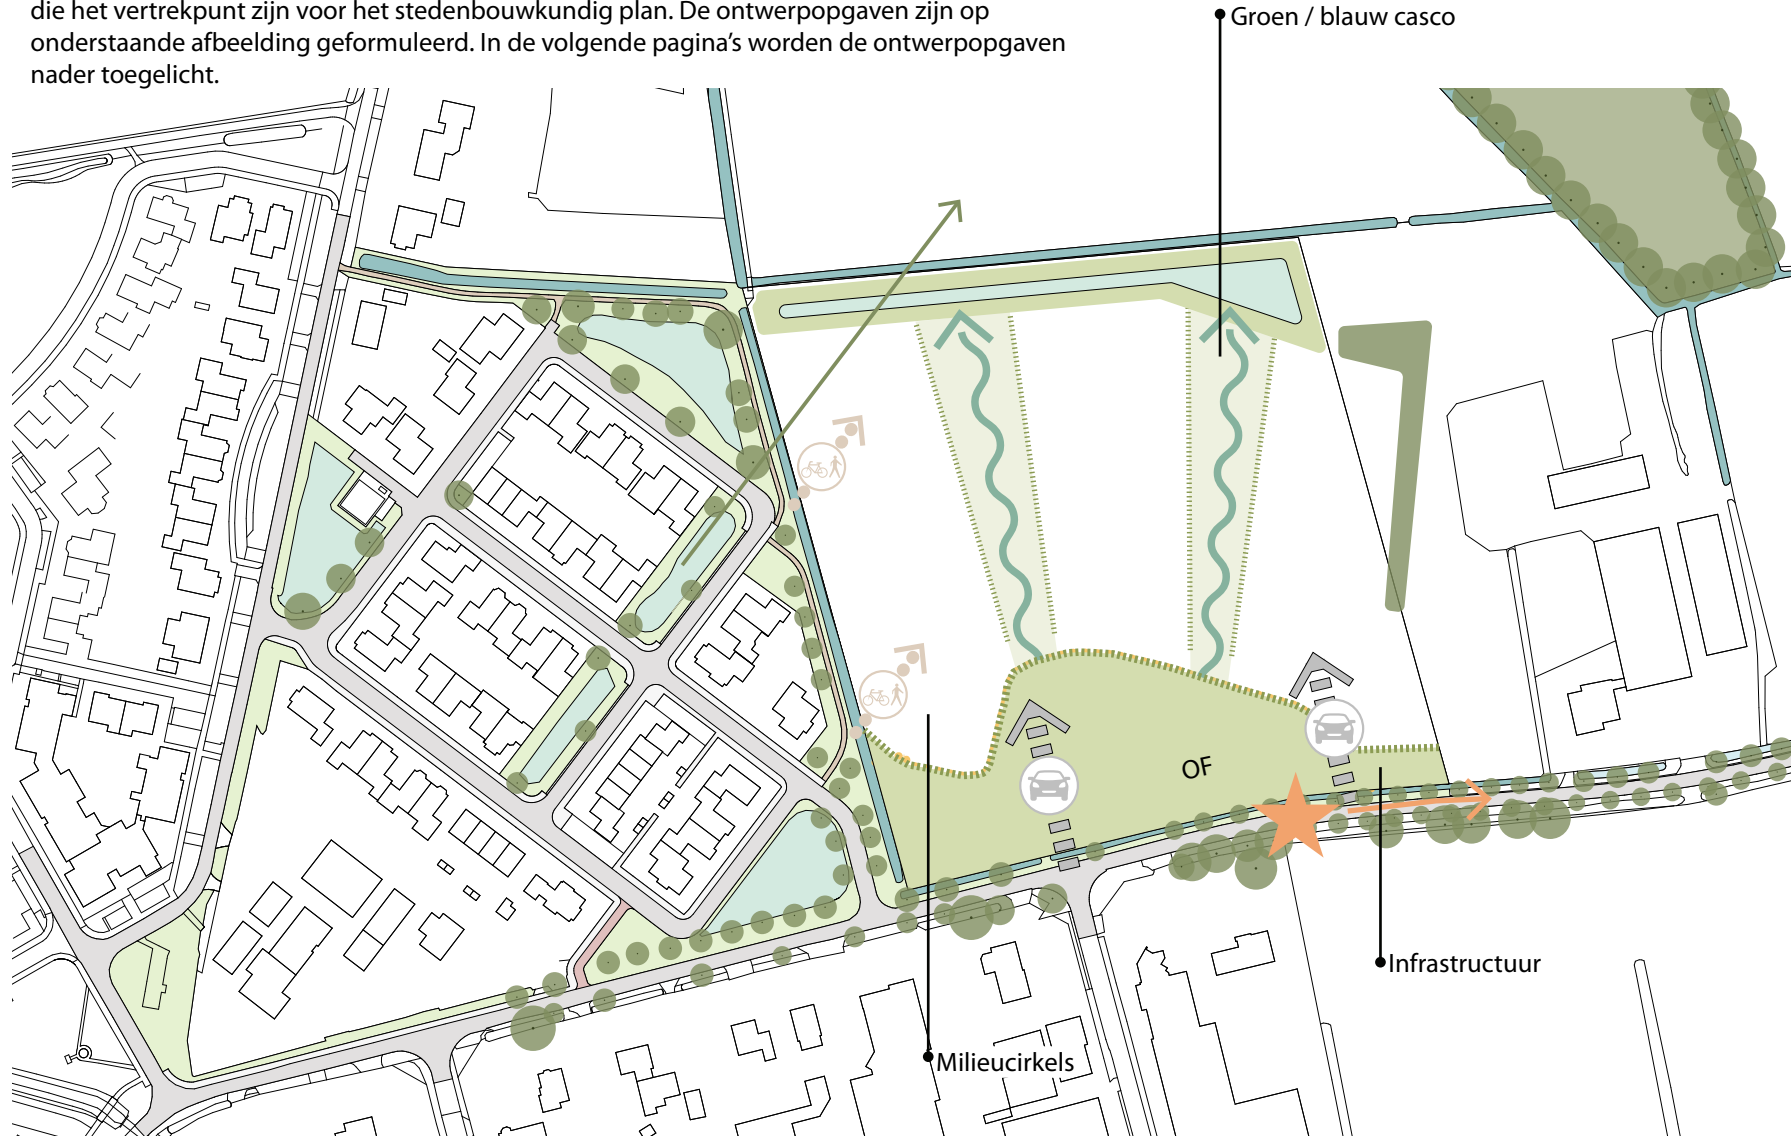 die het vertrekpunt zijn voor het stedenbouwkundig plan. De ontwerpopgaven zijn op
onderstaande afbeelding geformuleerd. In de volgende pagina’s worden de ontwerpopgaven
nader toegelicht.
Groen / blauw casco
OF
Infrastructuur
Milieucirkels